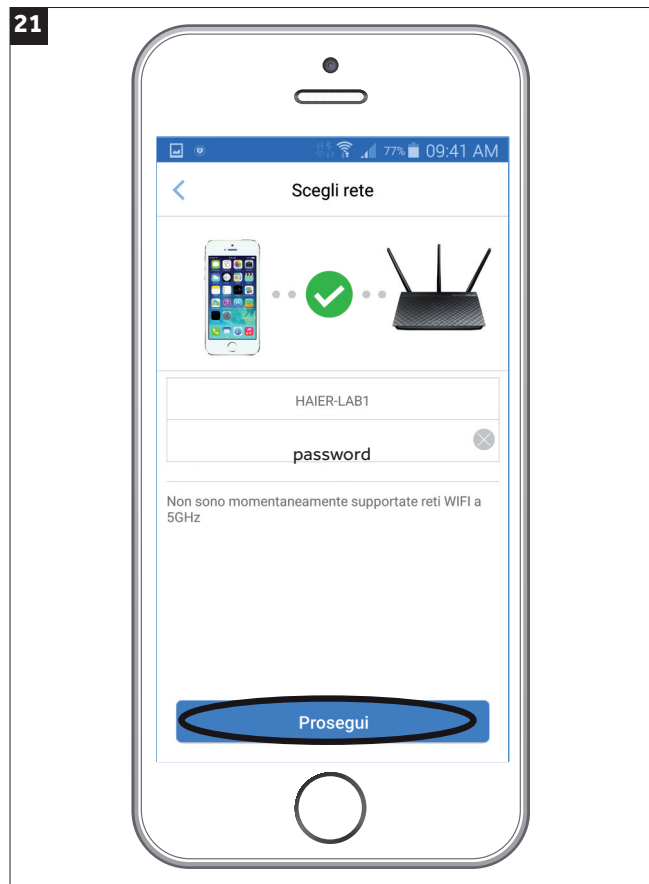 21
77% 09:41 AM
Scegli rete
HAIER-LAB1
password
Non sono momentaneamente supportate reti WIFI a
5GHz
Prosegui